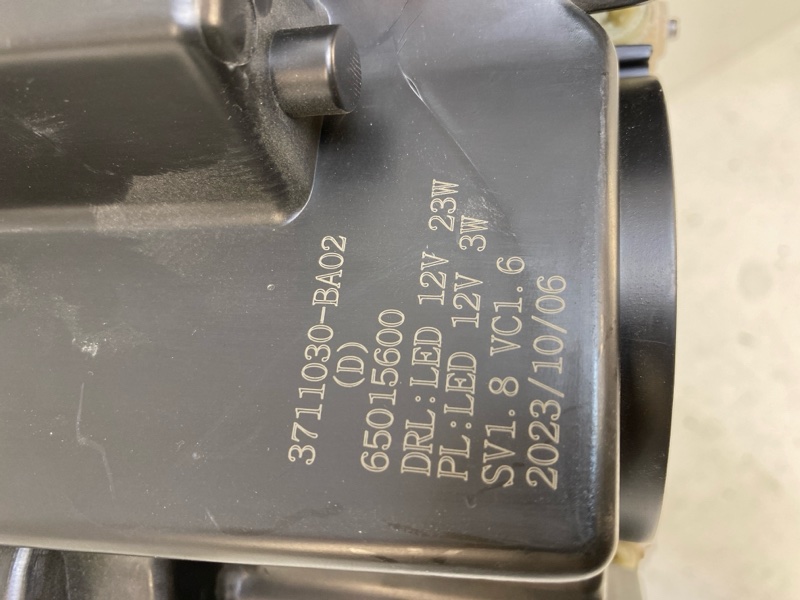 3711030-BA02
(D)
65015600
DRL:LED 12V 23W
PL:LED 12V 3W
SV1.8 VC1.6
2023/10/06